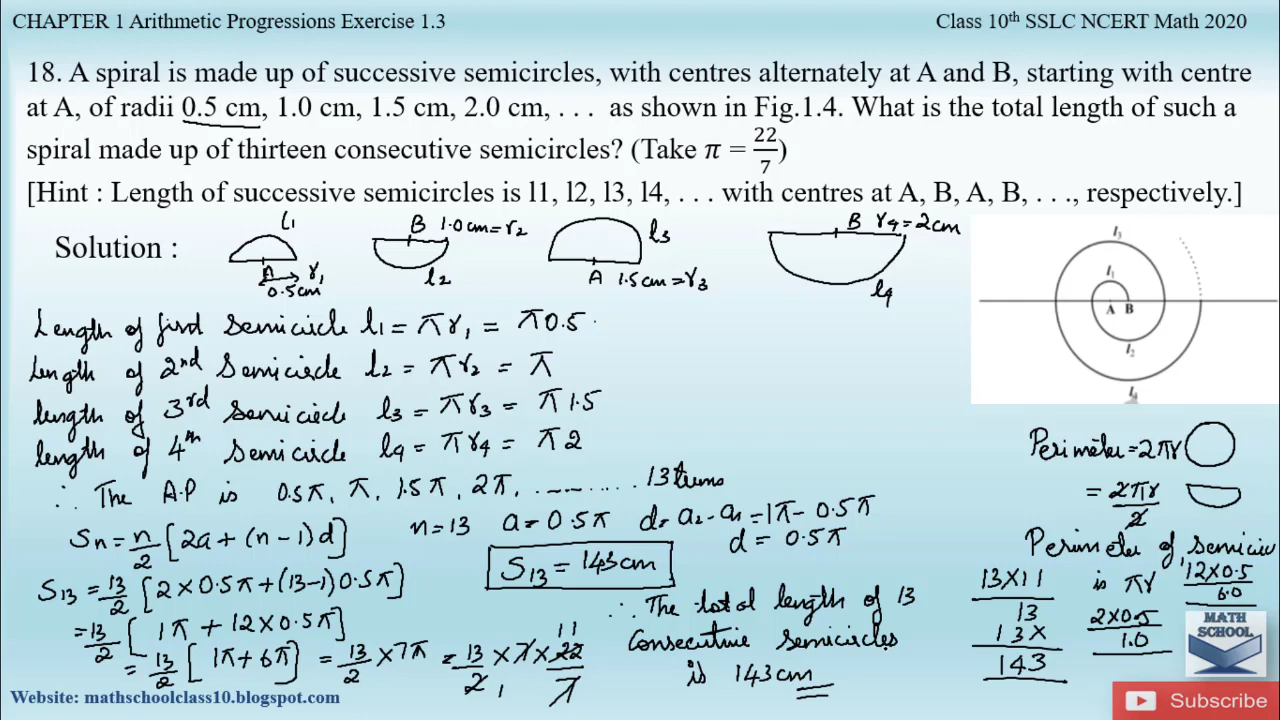 CHAPTER 1 Arithmetic Progressions Exercise 1.3
Class 10th SSLC NCERT Math 2020
18. A spiral is made up of successive semicircles, with centres alternately at A and B, starting with centre
at A, of radii 0.5 cm, 1.0 cm, 1.5 cm, 2.0 cm, . . . as shown in Fig.1.4. What is the total length of such a
spiral made up of thirteen consecutive semicircles? (Take π = 22/7)
[Hint : Length of successive semicircles is l1, l2, l3, l4, . . . with centres at A, B, A, B, . . ., respectively.]
Solution :
l1
A r1
0.5cm
B 1.0cm=r2
l2
l3
A 1.5cm=r3
B r4=2cm
l4
l3
l1
A B
l2
l4
Length of first Semicircle l1 = πr1 = π0.5
Length of 2nd Semicircle l2 = πr2 = π
length of 3rd Semicircle l3 = πr3 = π1.5
length of 4th Semicircle l4 = πr4 = π2
∴ The A.P is 0.5π, π, 1.5π, 2π, ............ 13 terms
Sn = n/2 [2a + (n-1)d]
n=13 a=0.5π d=a2-a1=1π-0.5π
d = 0.5π
S13 = 13/2 [2×0.5π+(13-1)0.5π]
= 13/2 [1π + 12×0.5π]
= 13/2 [1π+6π] = 13/2 ×7π = 13/2 × 7 × 22/7
1 11
S13 = 143cm
∴ The total length of 13
Consecutive semicircles
is 143cm
Perimeter = 2πr
= 2πr/2
Perimeter of semicircle
is πr
13×11
13
13×
143
12×0.5
6.0
2×0.5
1.0
MATH
SCHOOL
Website: mathschoolclass10.blogspot.com
Subscribe